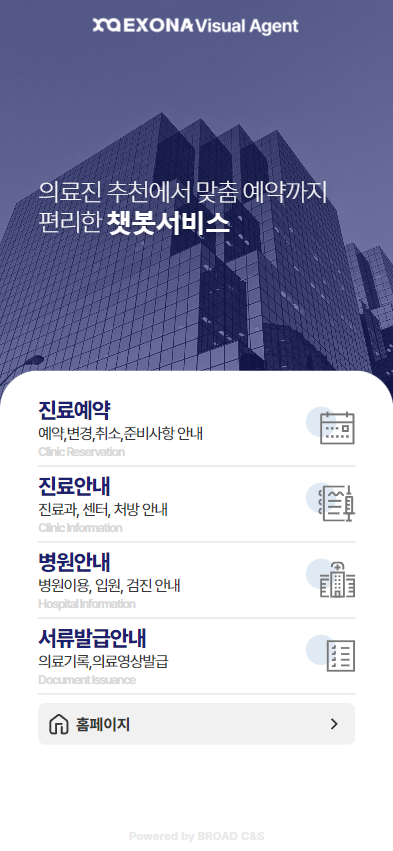 EXONA Visual Agent
의료진 추천에서 맞춤 예약까지
편리한 챗봇서비스
진료예약
예약,변경,취소,준비사항 안내
Clinic Reservation
진료안내
진료과, 센터, 처방 안내
Clinic Information
병원안내
병원이용, 입원, 검진 안내
Hospital Information
서류발급안내
의료기록,의료영상발급
Document Issuance
홈페이지
Powered by BROAD C&S